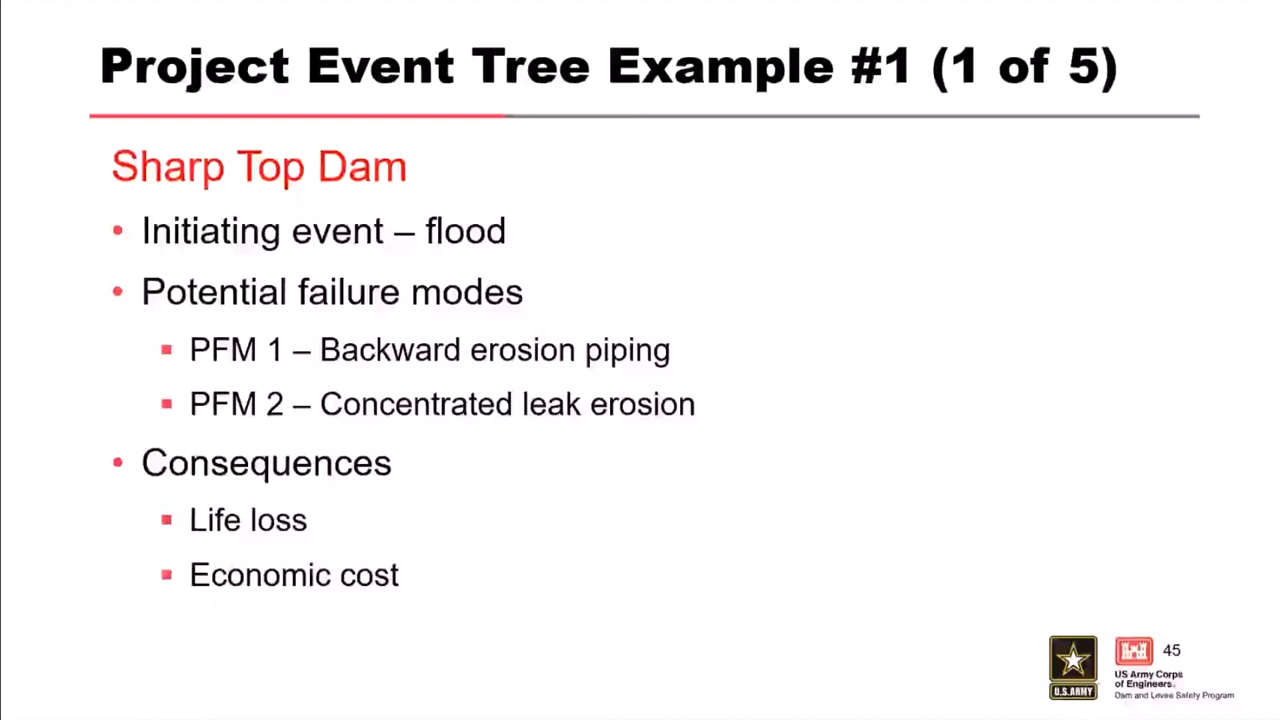 Project Event Tree Example #1 (1 of 5)
Sharp Top Dam
• Initiating event – flood
• Potential failure modes
▪ PFM 1 – Backward erosion piping
▪ PFM 2 – Concentrated leak erosion
• Consequences
▪ Life loss
▪ Economic cost
U.S. ARMY
45
US Army Corps
of Engineers.
Dam and Levee Safety Program